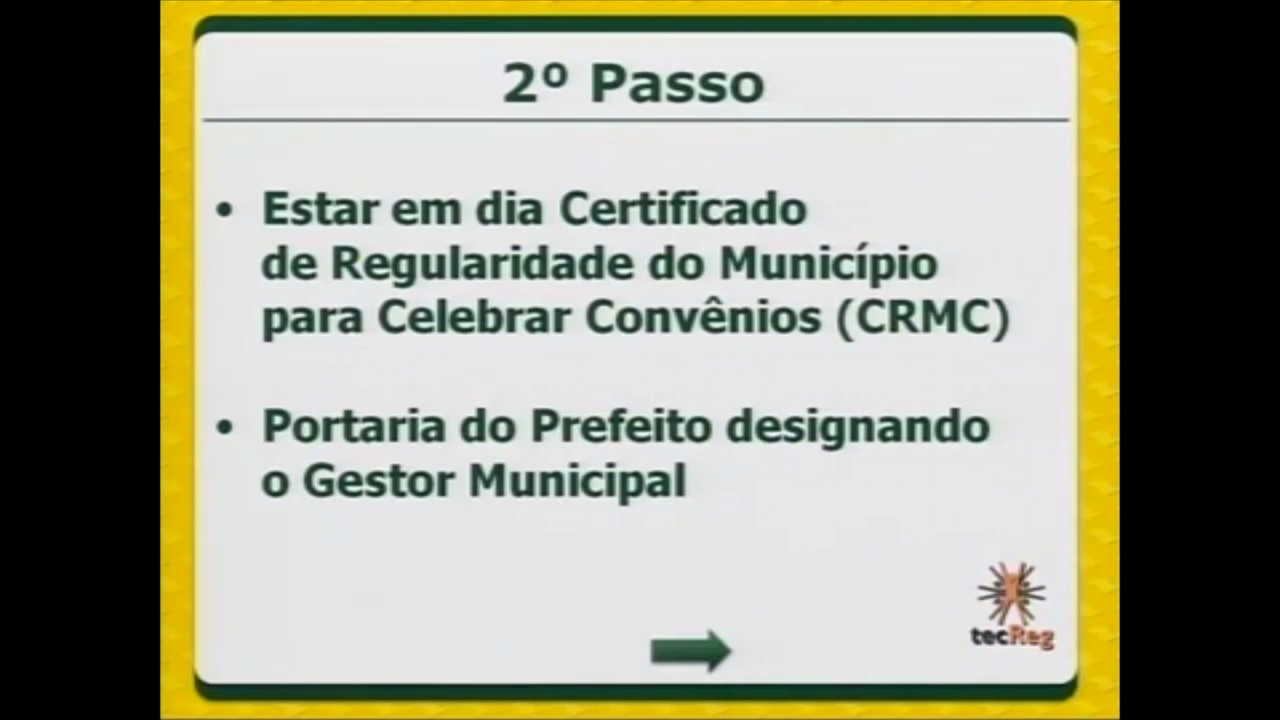 2º Passo
• Estar em dia Certificado
de Regularidade do Município
para Celebrar Convênios (CRMC)
• Portaria do Prefeito designando
o Gestor Municipal
tecReg